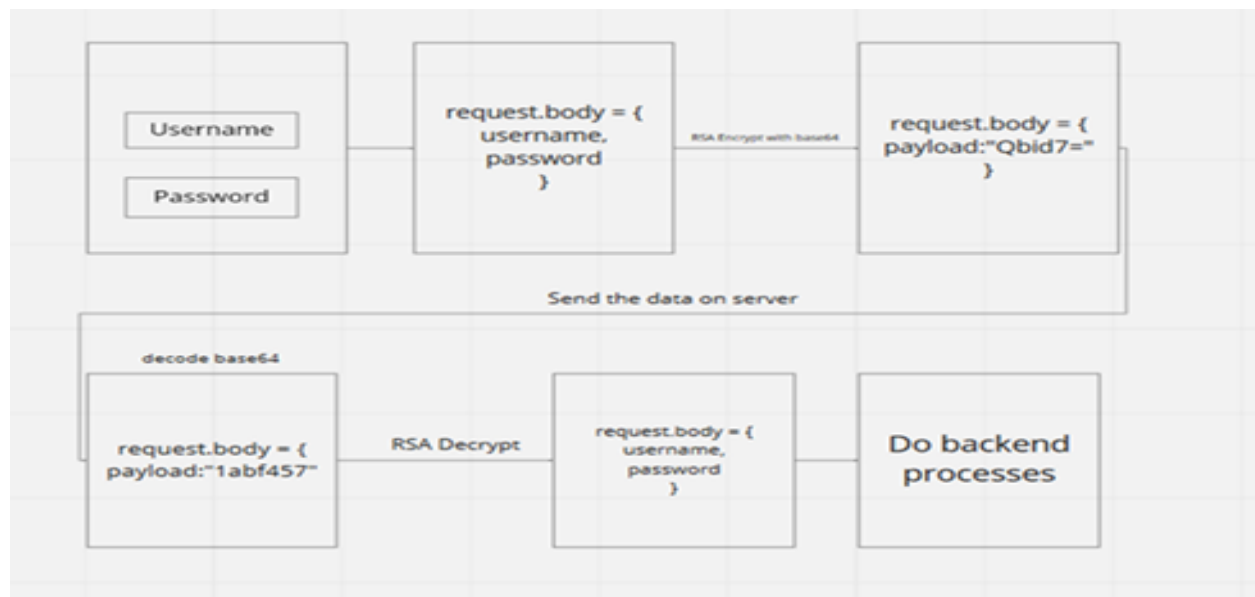 Username
Password
request.body = {
username,
password
}
RSA Encrypt with base64
request.body = {
payload:"Qbid7="
}
Send the data on server
decode base64
request.body = {
payload:"1abf457"
RSA Decrypt
request.body = {
username,
password
}
Do backend
processes